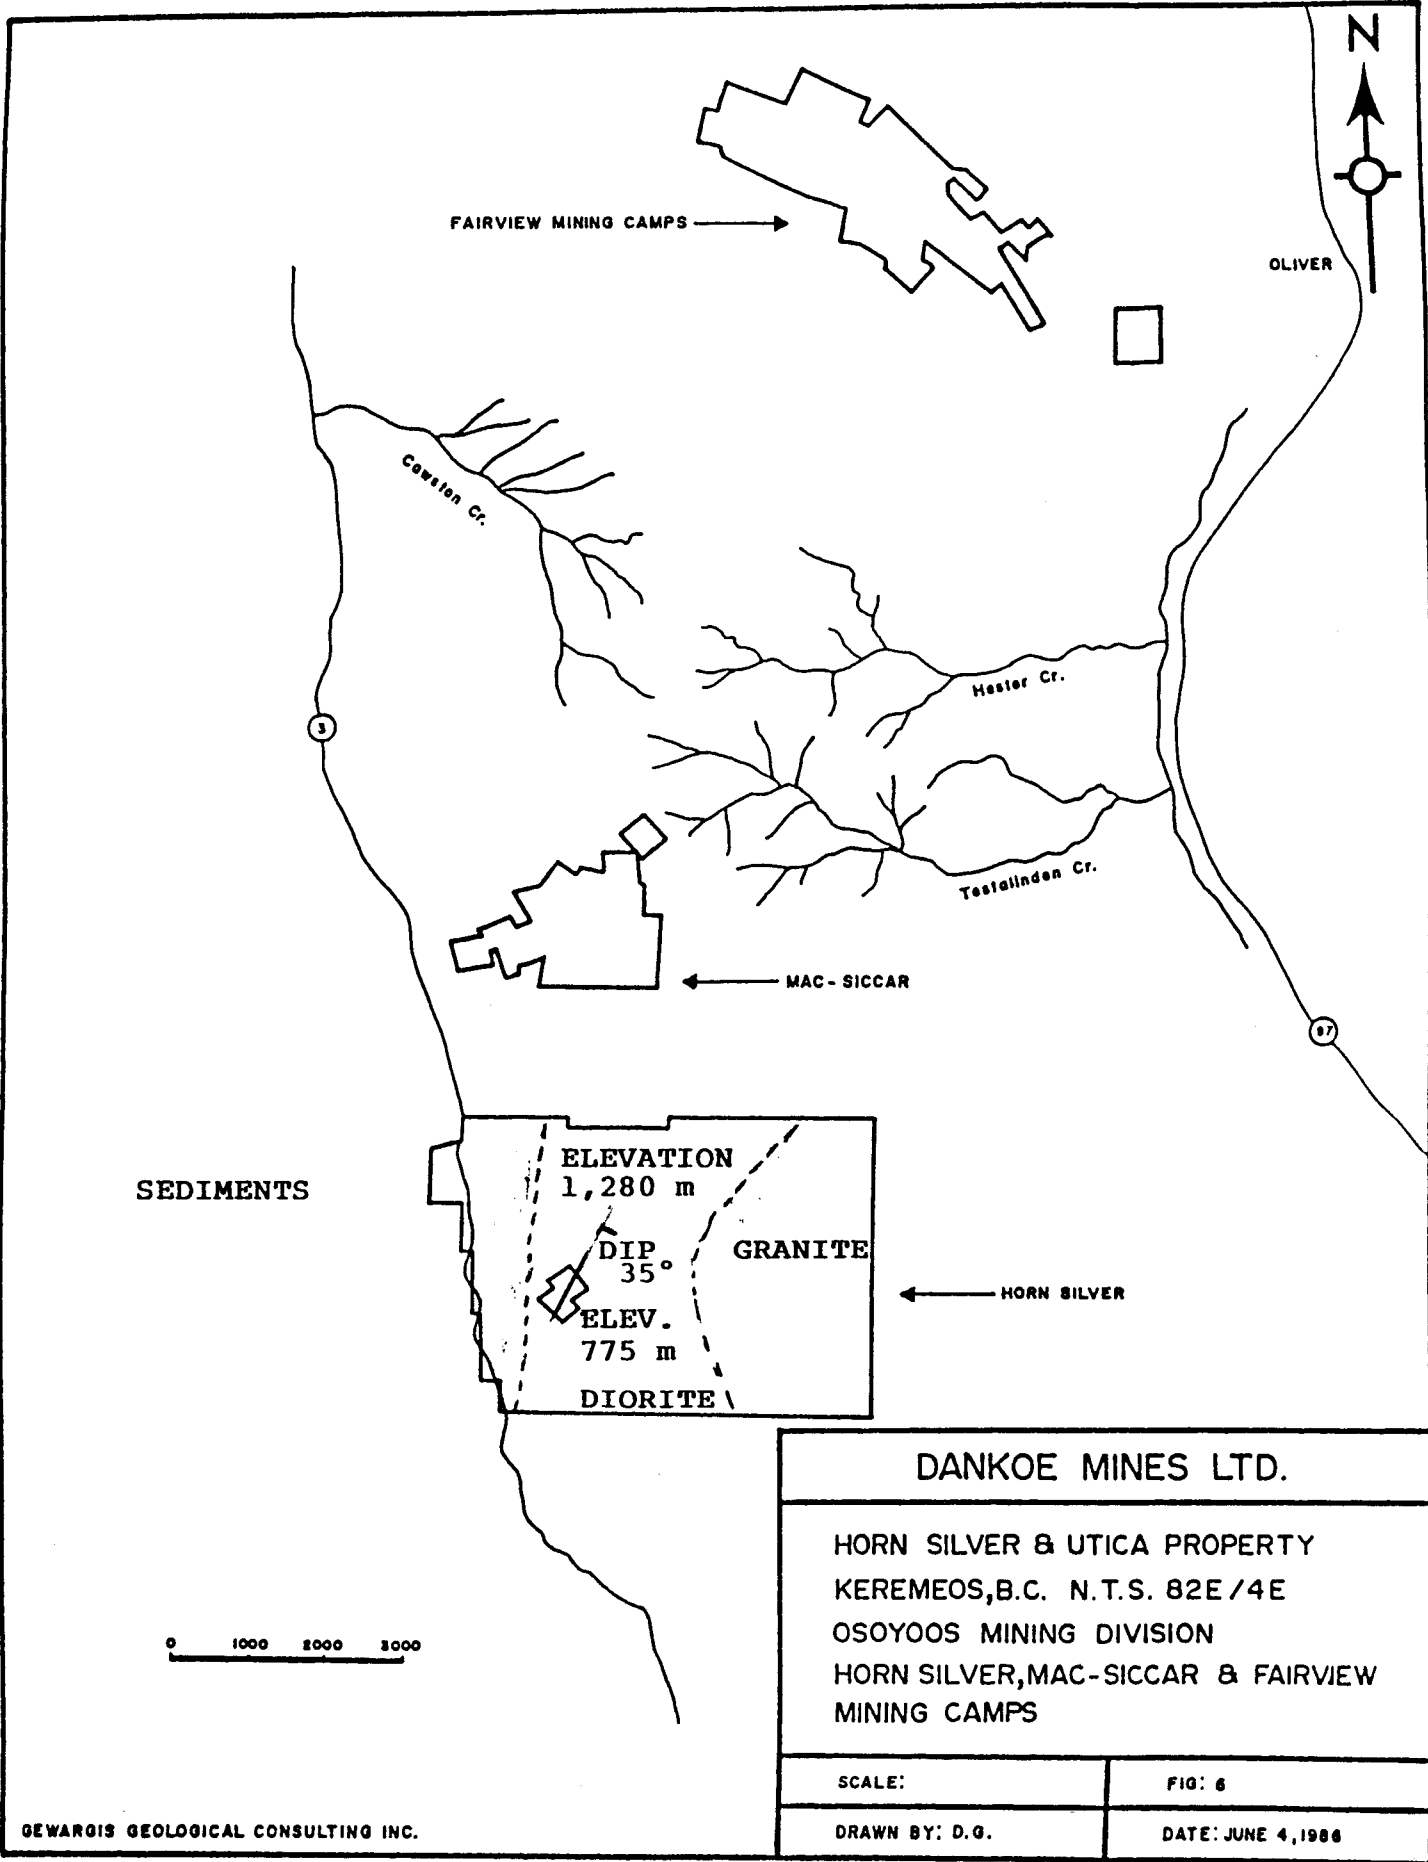 N
FAIRVIEW MINING CAMPS
OLIVER
Cawston Cr.
Hester Cr.
3
Testalinden Cr.
MAC-SICCAR
97
ELEVATION
1,280 m
SEDIMENTS
DIP
35°
GRANITE
HORN SILVER
ELEV.
775 m
DIORITE
DANKOE MINES LTD.
HORN SILVER & UTICA PROPERTY
KEREMEOS, B.C. N.T.S. 82E/4E
OSOYOOS MINING DIVISION
HORN SILVER, MAC-SICCAR & FAIRVIEW
MINING CAMPS
0 1000 2000 3000
SCALE:
FIG: 6
GEWARGIS GEOLOGICAL CONSULTING INC.
DRAWN BY: D.G.
DATE: JUNE 4, 1986